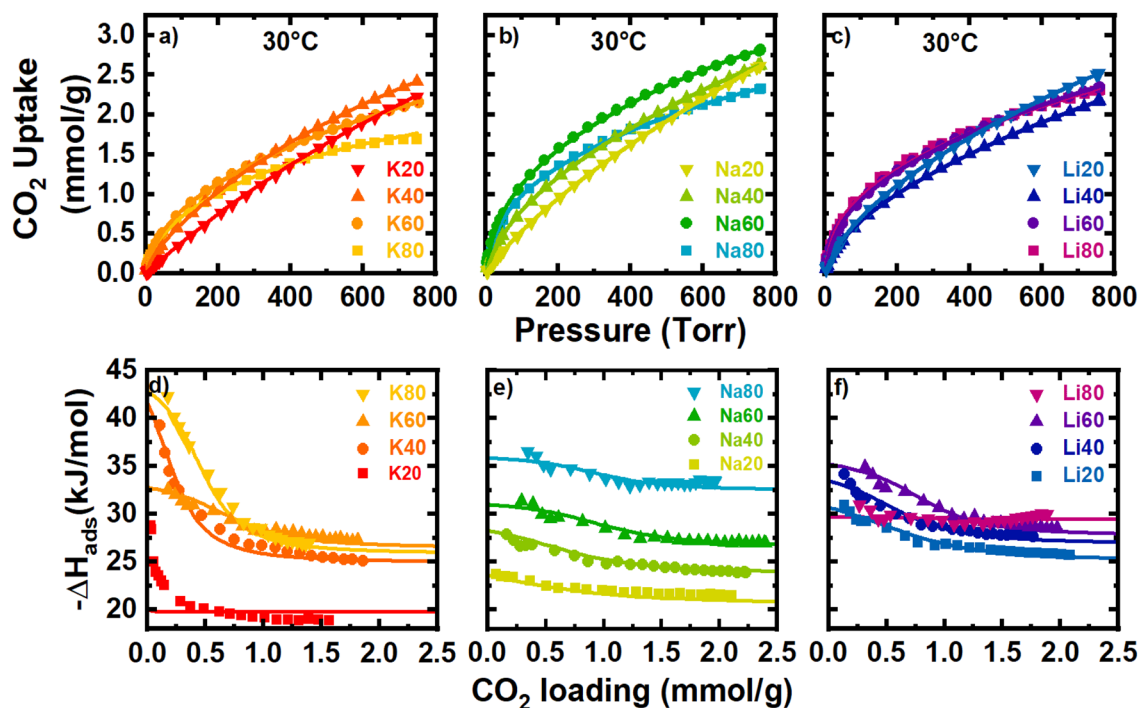 CO2 Uptake
(mmol/g)
3.0
2.5
2.0
1.5
1.0
0.5
0.0
a)
30°C
K20
K40
K60
K80
0
200
400
600
800
b)
30°C
Na20
Na40
Na60
Na80
0
200
400
600
800
c)
30°C
Li20
Li40
Li60
Li80
0
200
400
600
800
Pressure (Torr)
-ΔHads(kJ/mol)
45
40
35
30
25
20
d)
K80
K60
K40
K20
0.0 0.5 1.0 1.5 2.0 2.5
e)
Na80
Na60
Na40
Na20
0.0 0.5 1.0 1.5 2.0 2.5
f)
Li80
Li60
Li40
Li20
0.0 0.5 1.0 1.5 2.0 2.5
CO2 loading (mmol/g)